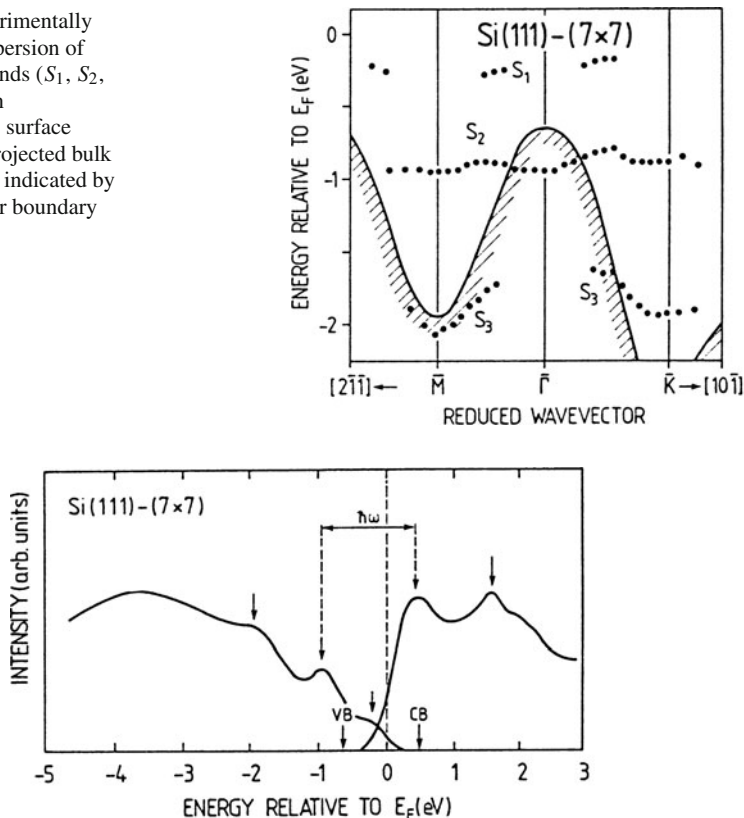 rimentally
persion of
nds (S₁, S₂,
n
surface
rojected bulk
indicated by
r boundary
Si(111)-(7×7)
ENERGY RELATIVE TO E_F(eV)
0
-1
-2
S₁
S₂
S₃
S₃
[21̅1̅]← M̅ Γ̅ K̅→[101̅]
REDUCED WAVEVECTOR
Si(111)-(7×7)
ħω
INTENSITY (arb. units)
VB
CB
-5 -4 -3 -2 -1 0 1 2 3
ENERGY RELATIVE TO E_F(eV)